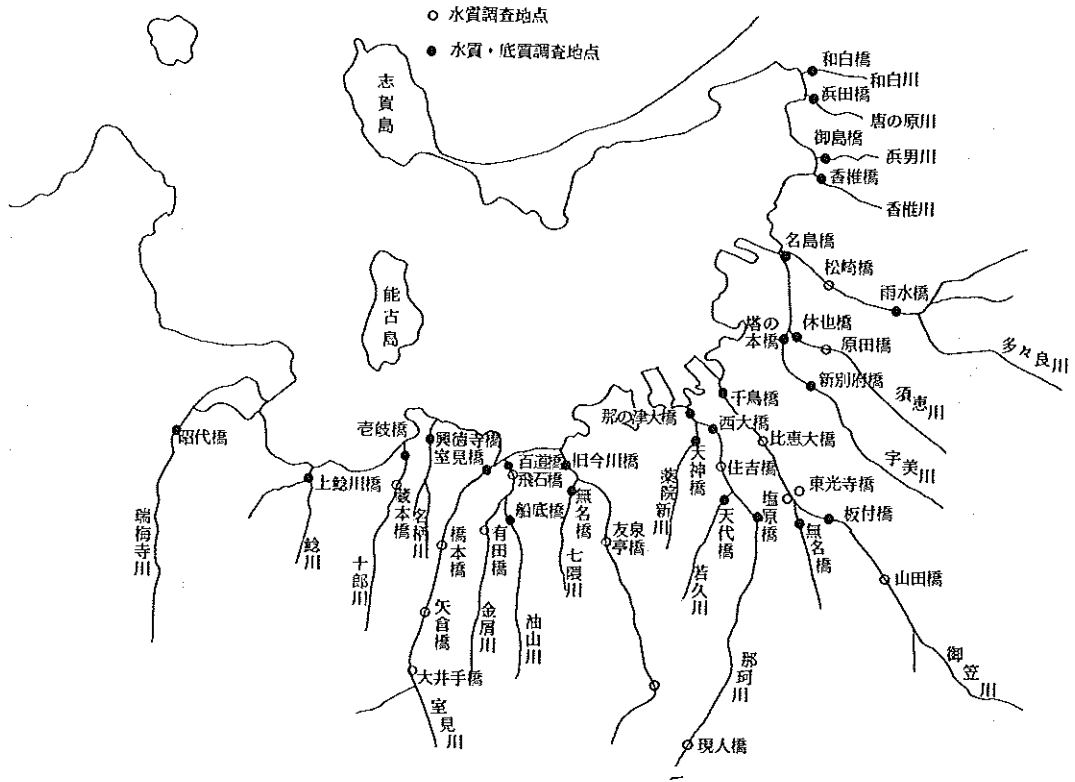 ○ 水質調査地点
● 水質・底質調査地点
志賀島
能古島
和白橋
和白川
浜田橋
唐の原川
御島橋
浜男川
香椎橋
香椎川
名島橋
松崎橋
雨水橋
多々良川
塔の本橋
休也橋
原田橋
新別府橋
須恵川
宇美川
千鳥橋
那の津大橋
西大橋
比恵大橋
天神橋
住吉橋
薬院新川
東光寺橋
塩原橋
板付橋
天代橋
無名橋
若久川
山田橋
那珂川
御笠川
現人橋
昭代橋
瑞梅寺川
上鯰川橋
鯰川
壱岐橋
蔵本橋
十郎川
名柄川
興徳寺橋
室見橋
橋本橋
矢倉橋
大井手橋
室見川
百道橋
飛石橋
船底橋
有田橋
金屑川
油山川
旧今川橋
無名橋
七隈川
友泉亭橋